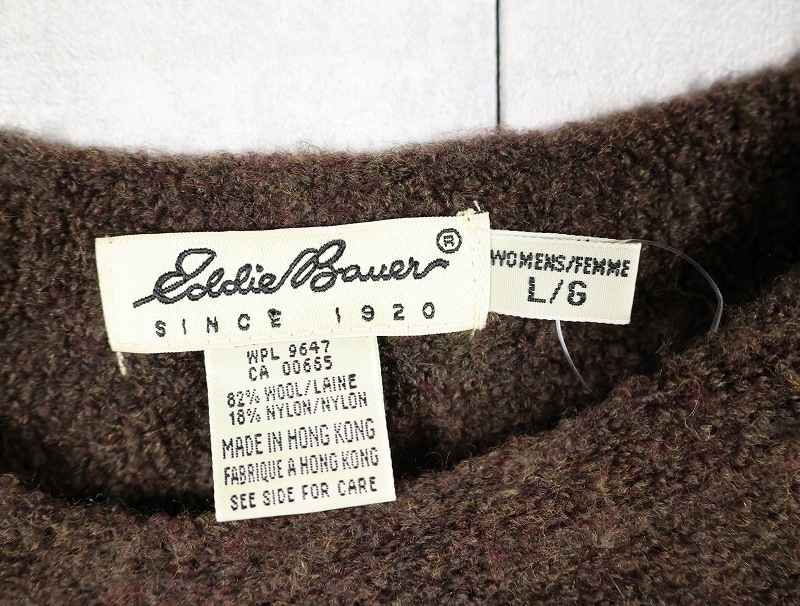 Eddie Bauer®
SINCE 1920
WOMENS/FEMME
L/G
WPL 9647
CA 00665
82% WOOL/LAINE
18% NYLON/NYLON
MADE IN HONG KONG
FABRIQUE A HONG KONG
SEE SIDE FOR CARE